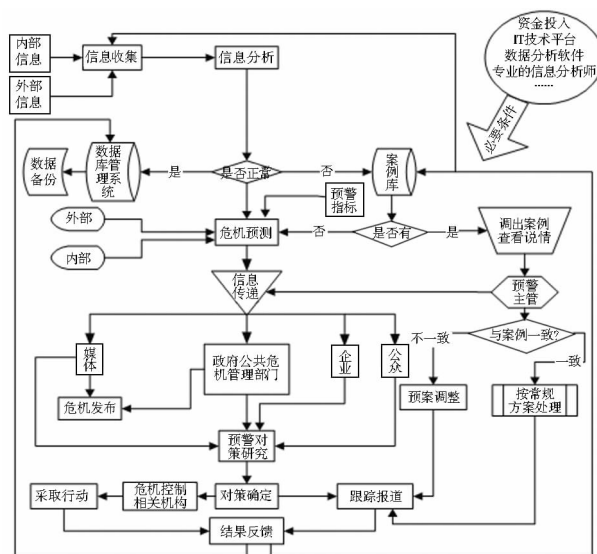 资金投入
IT技术平台
数据分析软件
专业的信息分析师
......
必要条件
内部
信息
外部
信息
信息收集
信息分析
数据
备份
数据
库管
理系
统
是
是否正常
否
案
例
库
外部
内部
预警
指标
危机预测
否
是否有
是
调出案例
查看说情
信息
传递
预警
主管
与案例一致?
不一致
一致
媒
体
政府公共危
机管理部门
企
业
公
众
预案调整
按常规
方案处理
危机发布
预警对
策研究
采取行动
危机控制
相关机构
对策确定
跟踪报道
结果反馈